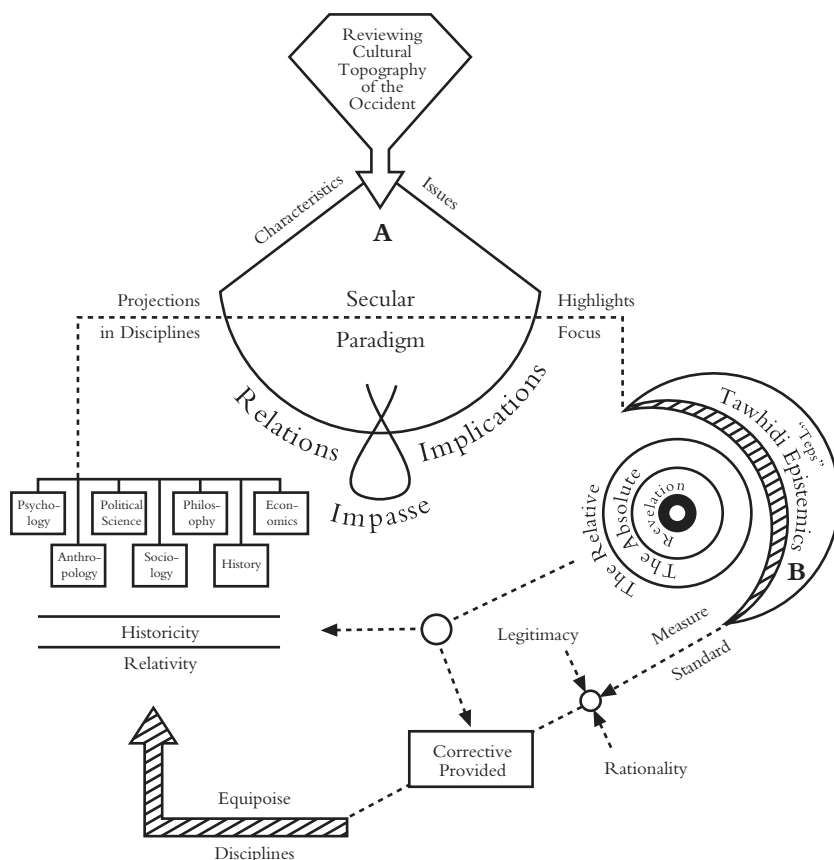 Reviewing
Cultural
Topography
of the
Occident
Characteristics
Issues
A
Projections
in Disciplines
Secular
Paradigm
Highlights
Focus
Relations
Implications
Impasse
Tawhidi Epistemics
"Teps"
B
The Relative
The Absolute
Revelation
Psycho-
logy
Political
Science
Philos-
ophy
Econ-
omics
Anthro-
pology
Socio-
logy
History
Historicity
Relativity
Legitimacy
Measure
Standard
Corrective
Provided
Rationality
Equipoise
Disciplines